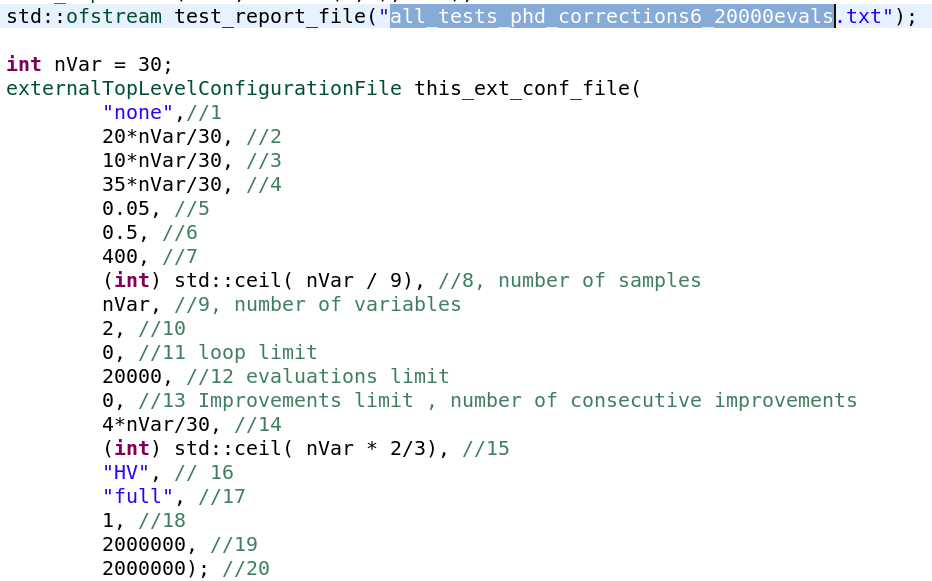 std::ofstream test_report_file("all_tests_phd_corrections6_20000evals.txt");
int nVar = 30;
externalTopLevelConfigurationFile this_ext_conf_file(
"none",//1
20*nVar/30, //2
10*nVar/30, //3
35*nVar/30, //4
0.05, //5
0.5, //6
400, //7
(int) std::ceil( nVar / 9), //8, number of samples
nVar, //9, number of variables
2, //10
0, //11 loop limit
20000, //12 evaluations limit
0, //13 Improvements limit , number of consecutive improvements
4*nVar/30, //14
(int) std::ceil( nVar * 2/3), //15
"HV", // 16
"full", //17
1, //18
2000000, //19
2000000); //20